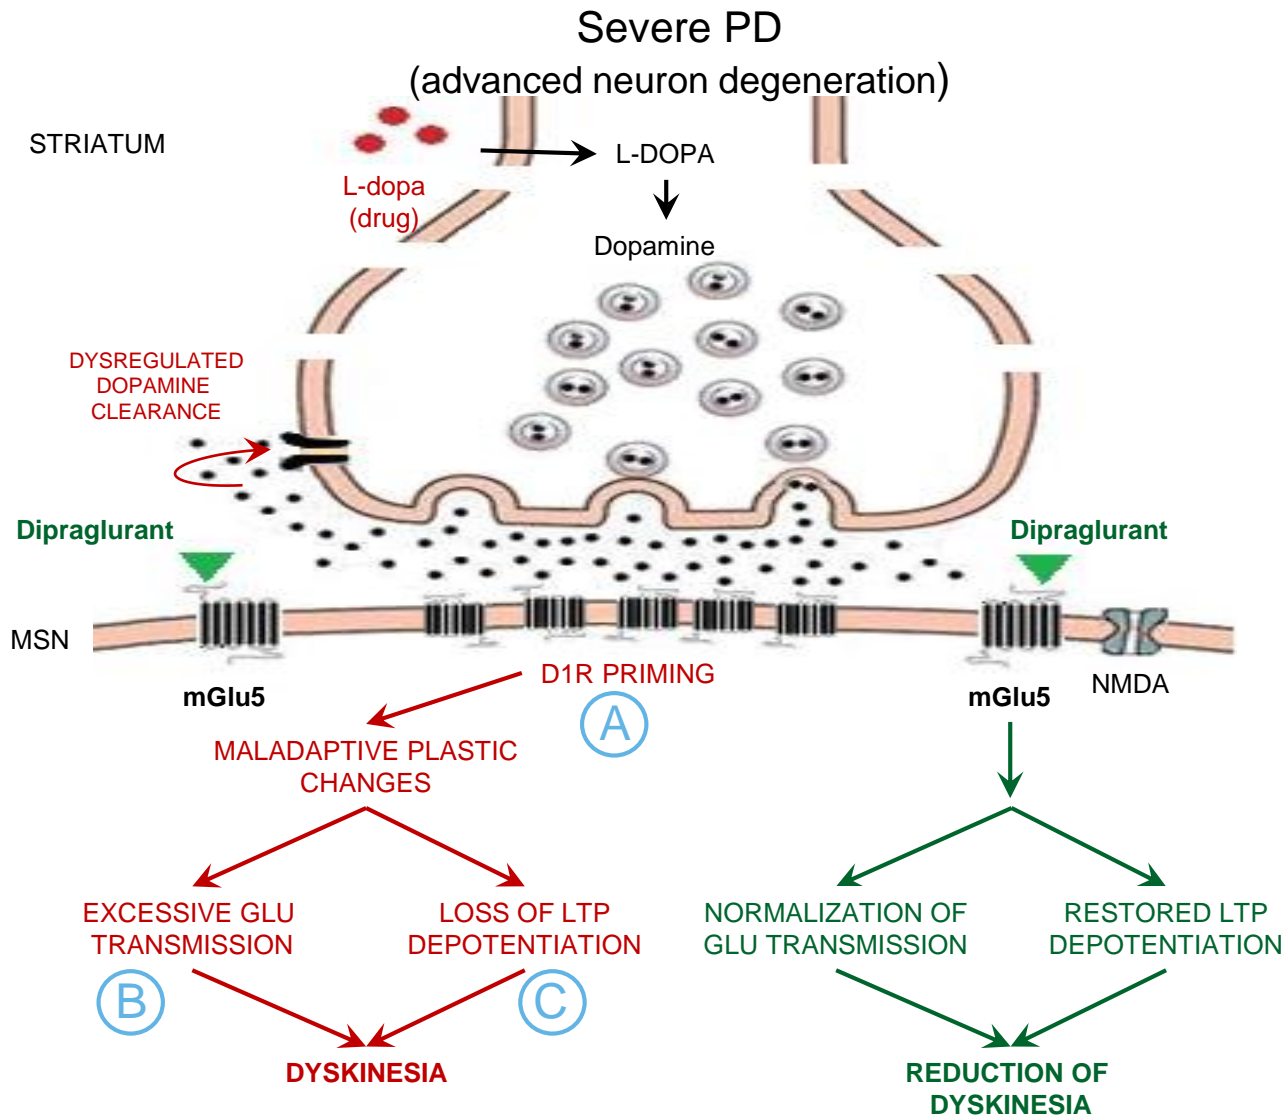 Severe PD
(advanced neuron degeneration)
STRIATUM
L-dopa
(drug)
L-DOPA
Dopamine
DYSREGULATED
DOPAMINE
CLEARANCE
Dipraglurant
Dipraglurant
MSN
mGlu5
D1R PRIMING
mGlu5
NMDA
A
MALADAPTIVE PLASTIC
CHANGES
EXCESSIVE GLU
TRANSMISSION
LOSS OF LTP
DEPOTENTIATION
NORMALIZATION OF
GLU TRANSMISSION
RESTORED LTP
DEPOTENTIATION
B
C
DYSKINESIA
REDUCTION OF
DYSKINESIA